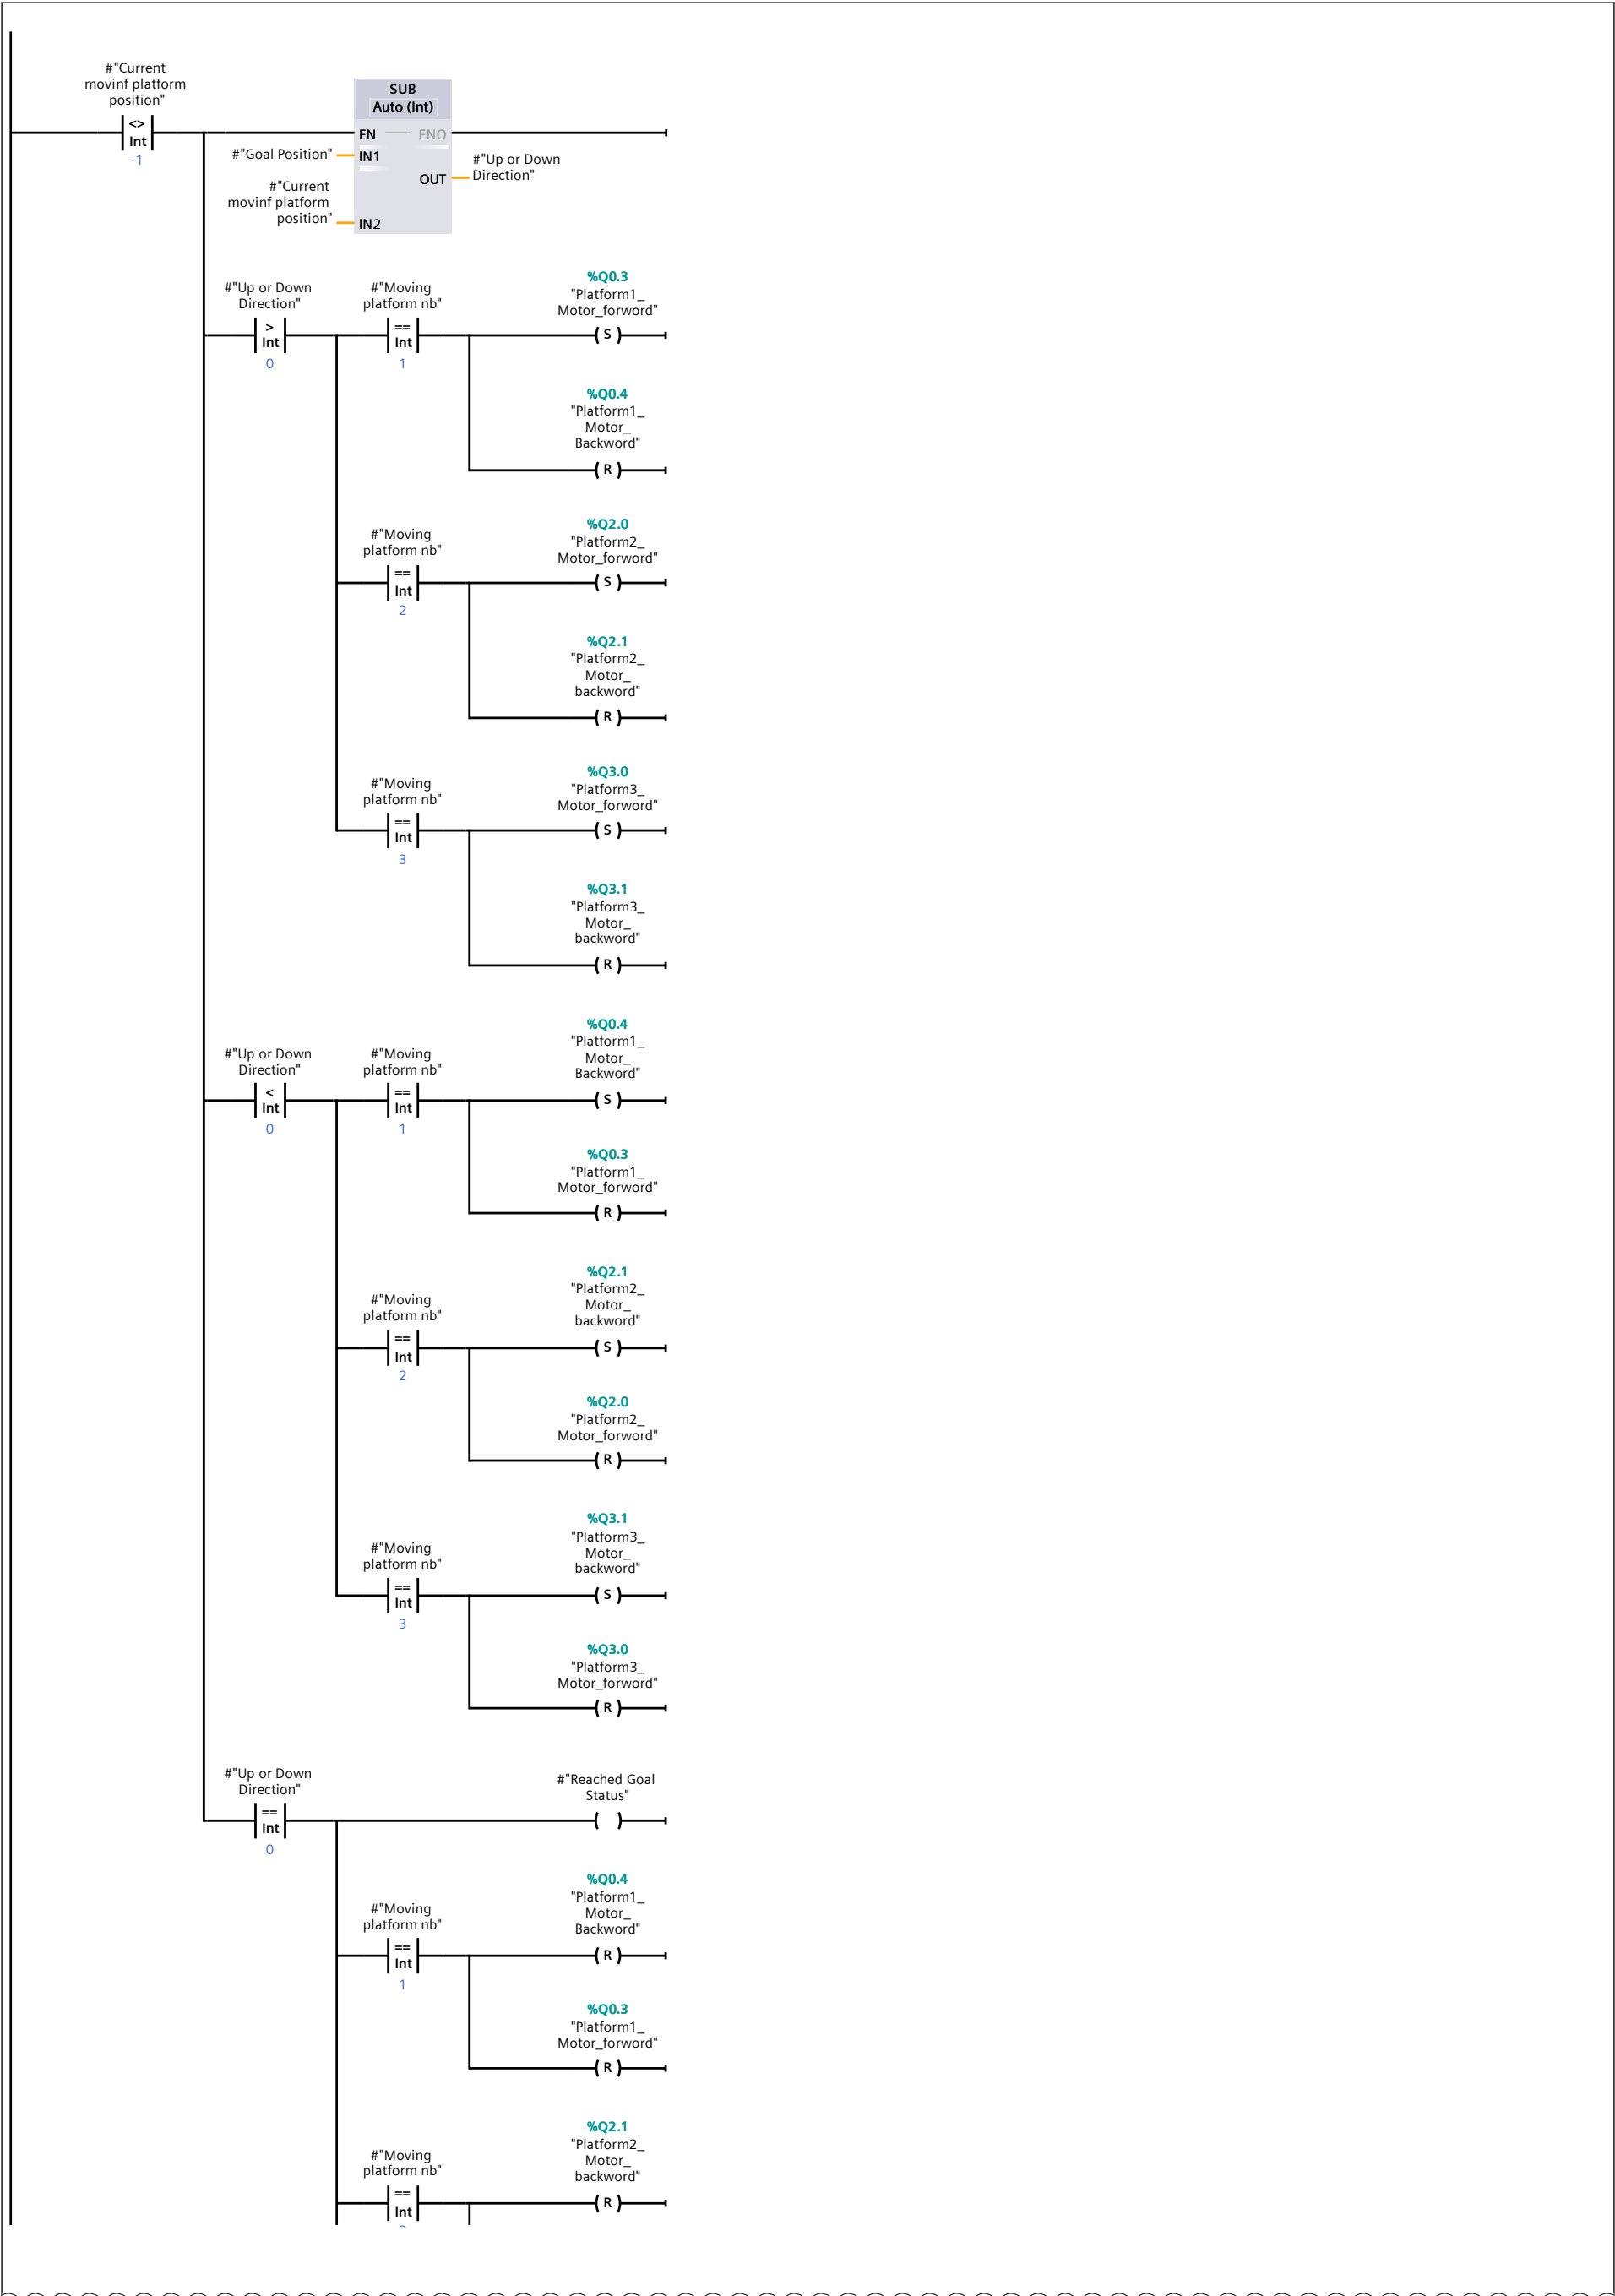 #"Current
movinf platform
position"
<>
Int
-1
SUB
Auto (Int)
EN
ENO
#"Goal Position"
IN1
#"Up or Down
Direction"
OUT
#"Current
movinf platform
position"
IN2
#"Up or Down
Direction"
>
Int
0
#"Moving
platform nb"
==
Int
1
%Q0.3
"Platform1_
Motor_forword"
S
%Q0.4
"Platform1_
Motor_
Backword"
R
#"Moving
platform nb"
==
Int
2
%Q2.0
"Platform2_
Motor_forword"
S
%Q2.1
"Platform2_
Motor_
backword"
R
#"Moving
platform nb"
==
Int
3
%Q3.0
"Platform3_
Motor_forword"
S
%Q3.1
"Platform3_
Motor_
backword"
R
#"Up or Down
Direction"
<
Int
0
#"Moving
platform nb"
==
Int
1
%Q0.4
"Platform1_
Motor_
Backword"
S
%Q0.3
"Platform1_
Motor_forword"
R
#"Moving
platform nb"
==
Int
2
%Q2.1
"Platform2_
Motor_
backword"
S
%Q2.0
"Platform2_
Motor_forword"
R
#"Moving
platform nb"
==
Int
3
%Q3.1
"Platform3_
Motor_
backword"
S
%Q3.0
"Platform3_
Motor_forword"
R
#"Up or Down
Direction"
==
Int
0
#"Reached Goal
Status"
#"Moving
platform nb"
==
Int
1
%Q0.4
"Platform1_
Motor_
Backword"
R
%Q0.3
"Platform1_
Motor_forword"
R
#"Moving
platform nb"
==
Int
%Q2.1
"Platform2_
Motor_
backword"
R